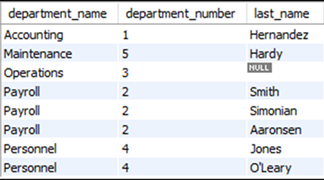 department_name department_number last_name
Accounting 1 Hernandez
Maintenance 5 Hardy
Operations 3 NULL
Payroll 2 Smith
Payroll 2 Simonian
Payroll 2 Aaronsen
Personnel 4 Jones
Personnel 4 O'Leary